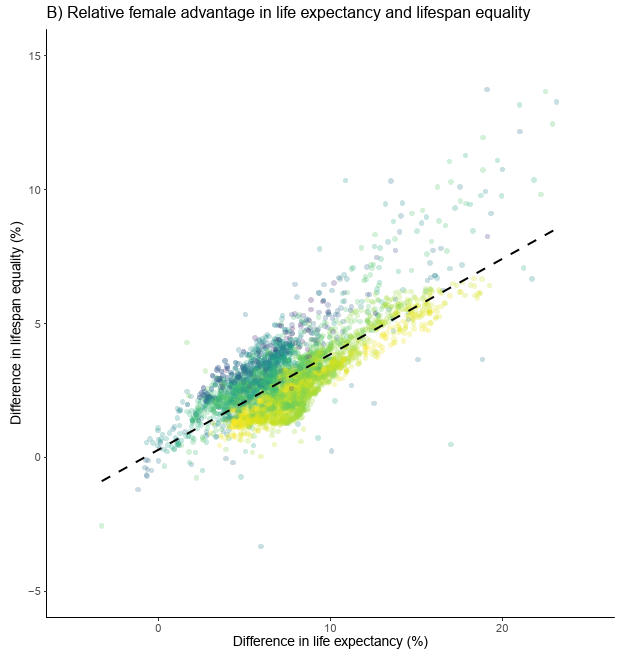 B) Relative female advantage in life expectancy and lifespan equality
15
10
5
0
−5
Difference in lifespan equality (%)
0 10 20
Difference in life expectancy (%)